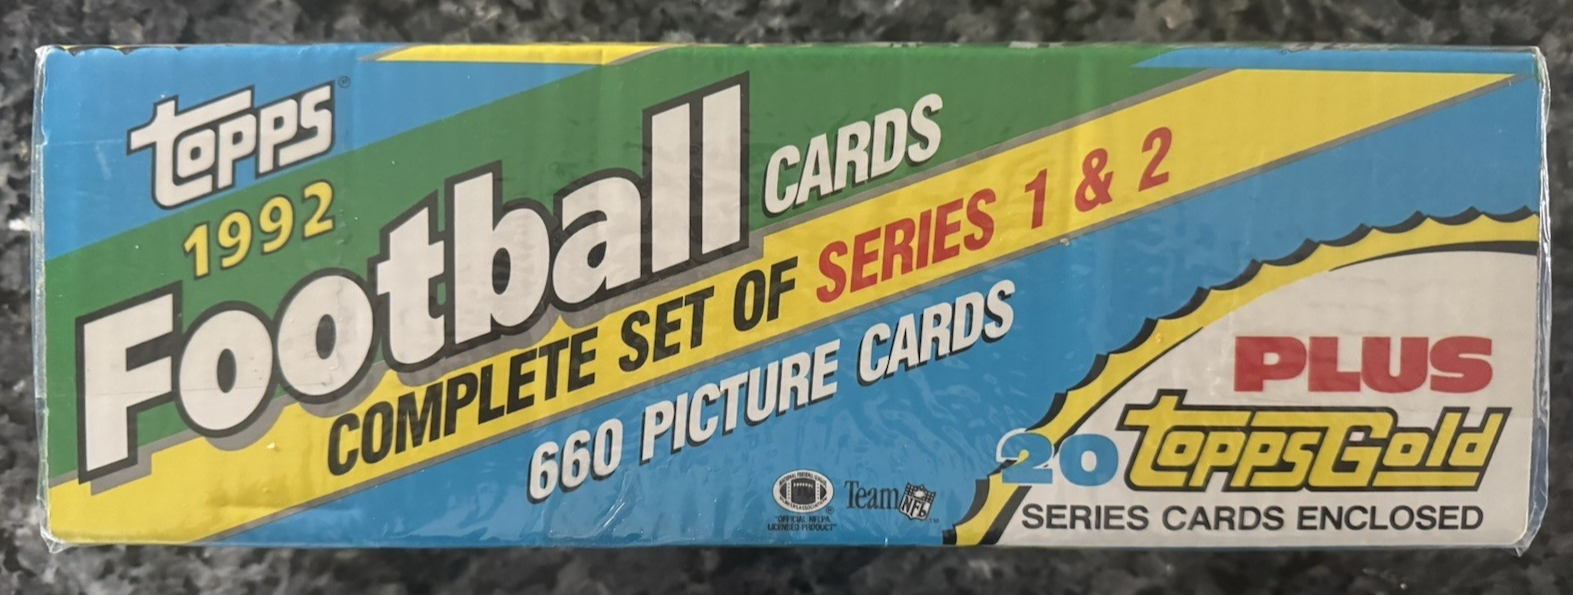 TOPPS®
1992
Football CARDS
COMPLETE SET OF SERIES 1 & 2
660 PICTURE CARDS
PLUS
20 ToppsGold
SERIES CARDS ENCLOSED
Team NFL™
"OFFICIAL NFLPA
LICENSED PRODUCT"